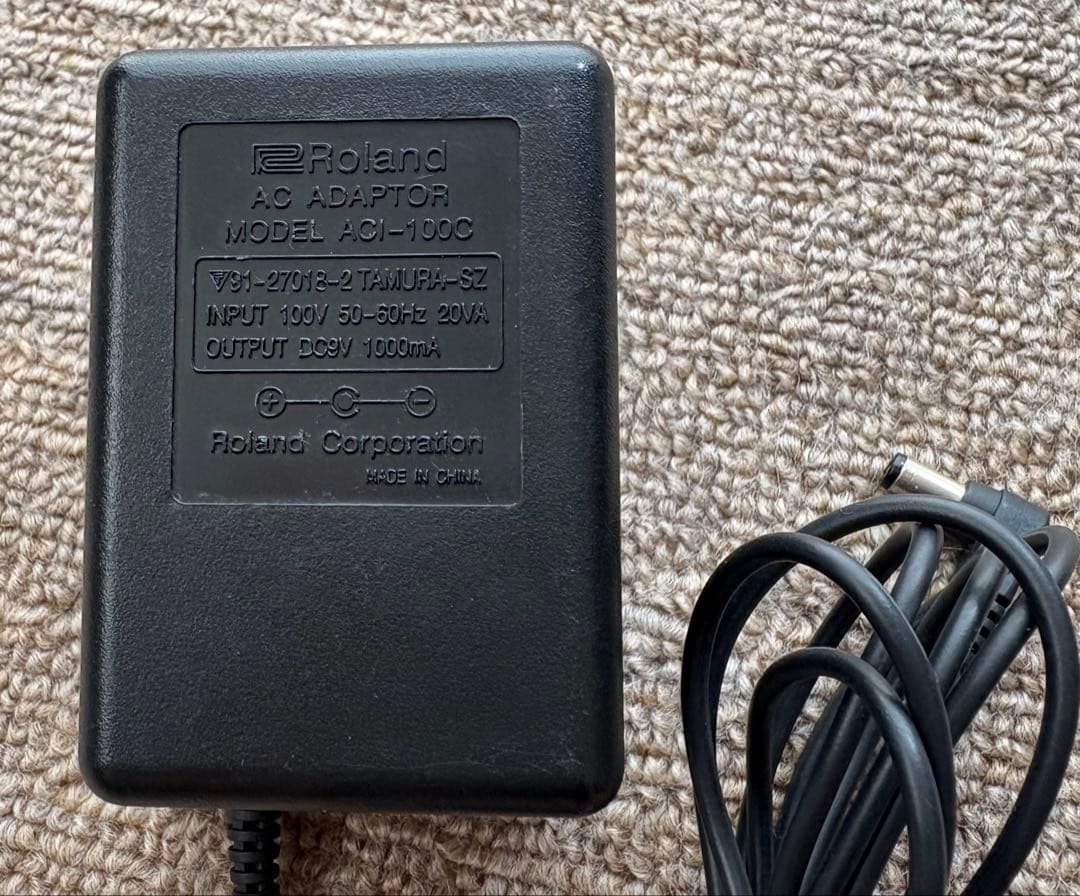 Roland
AC ADAPTOR
MODEL ACI-100C
91-27018-2 TAMURA-SZ
INPUT 100V 50-60Hz 20VA
OUTPUT DC9V 1000mA
+ C -
Roland Corporation
MADE IN CHINA